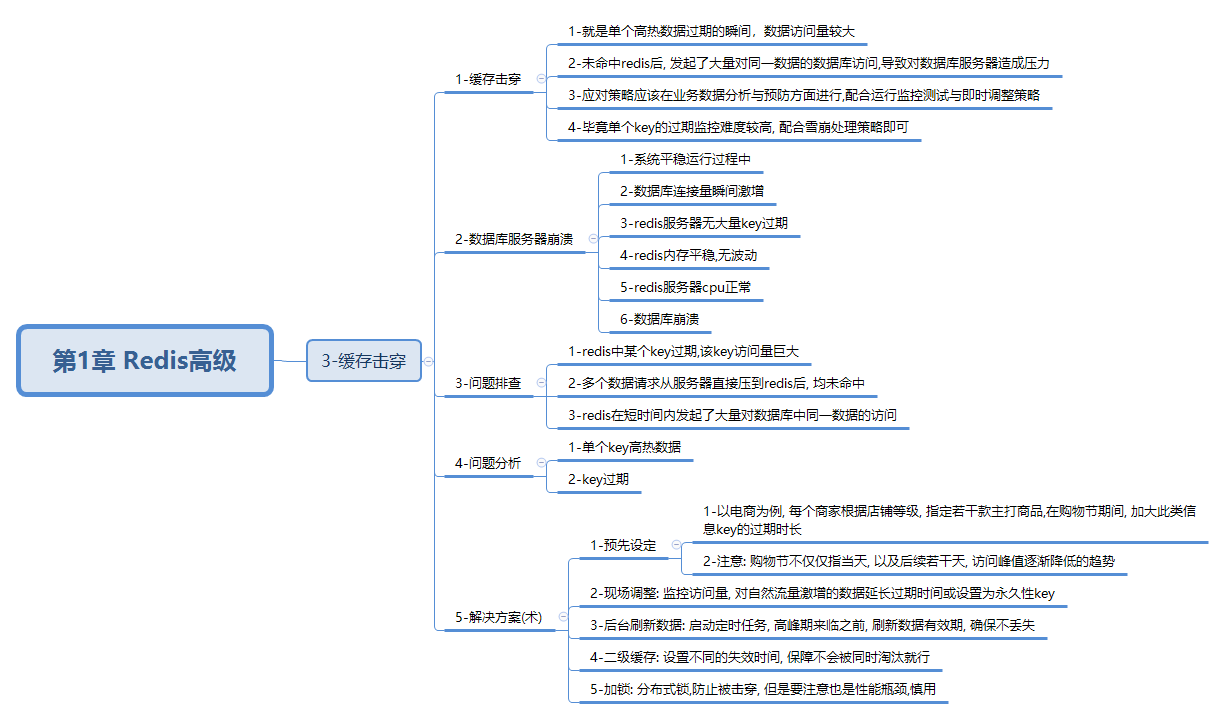 第1章 Redis高级
3-缓存击穿
1-缓存击穿
1-就是单个高热数据过期的瞬间，数据访问量较大
2-未命中redis后, 发起了大量对同一数据的数据库访问,导致对数据库服务器造成压力
3-应对策略应该在业务数据分析与预防方面进行,配合运行监控测试与即时调整策略
4-毕竟单个key的过期监控难度较高, 配合雪崩处理策略即可
2-数据库服务器崩溃
1-系统平稳运行过程中
2-数据库连接量瞬间激增
3-redis服务器无大量key过期
4-redis内存平稳,无波动
5-redis服务器cpu正常
6-数据库崩溃
3-问题排查
1-redis中某个key过期,该key访问量巨大
2-多个数据请求从服务器直接压到redis后, 均未命中
3-redis在短时间内发起了大量对数据库中同一数据的访问
4-问题分析
1-单个key高热数据
2-key过期
5-解决方案(术)
1-预先设定
1-以电商为例, 每个商家根据店铺等级, 指定若干款主打商品,在购物节期间, 加大此类信
息key的过期时长
2-注意: 购物节不仅仅指当天, 以及后续若干天, 访问峰值逐渐降低的趋势
2-现场调整: 监控访问量, 对自然流量激增的数据延长过期时间或设置为永久性key
3-后台刷新数据: 启动定时任务, 高峰期来临之前, 刷新数据有效期, 确保不丢失
4-二级缓存: 设置不同的失效时间, 保障不会被同时淘汰就行
5-加锁: 分布式锁,防止被击穿, 但是要注意也是性能瓶颈,慎用